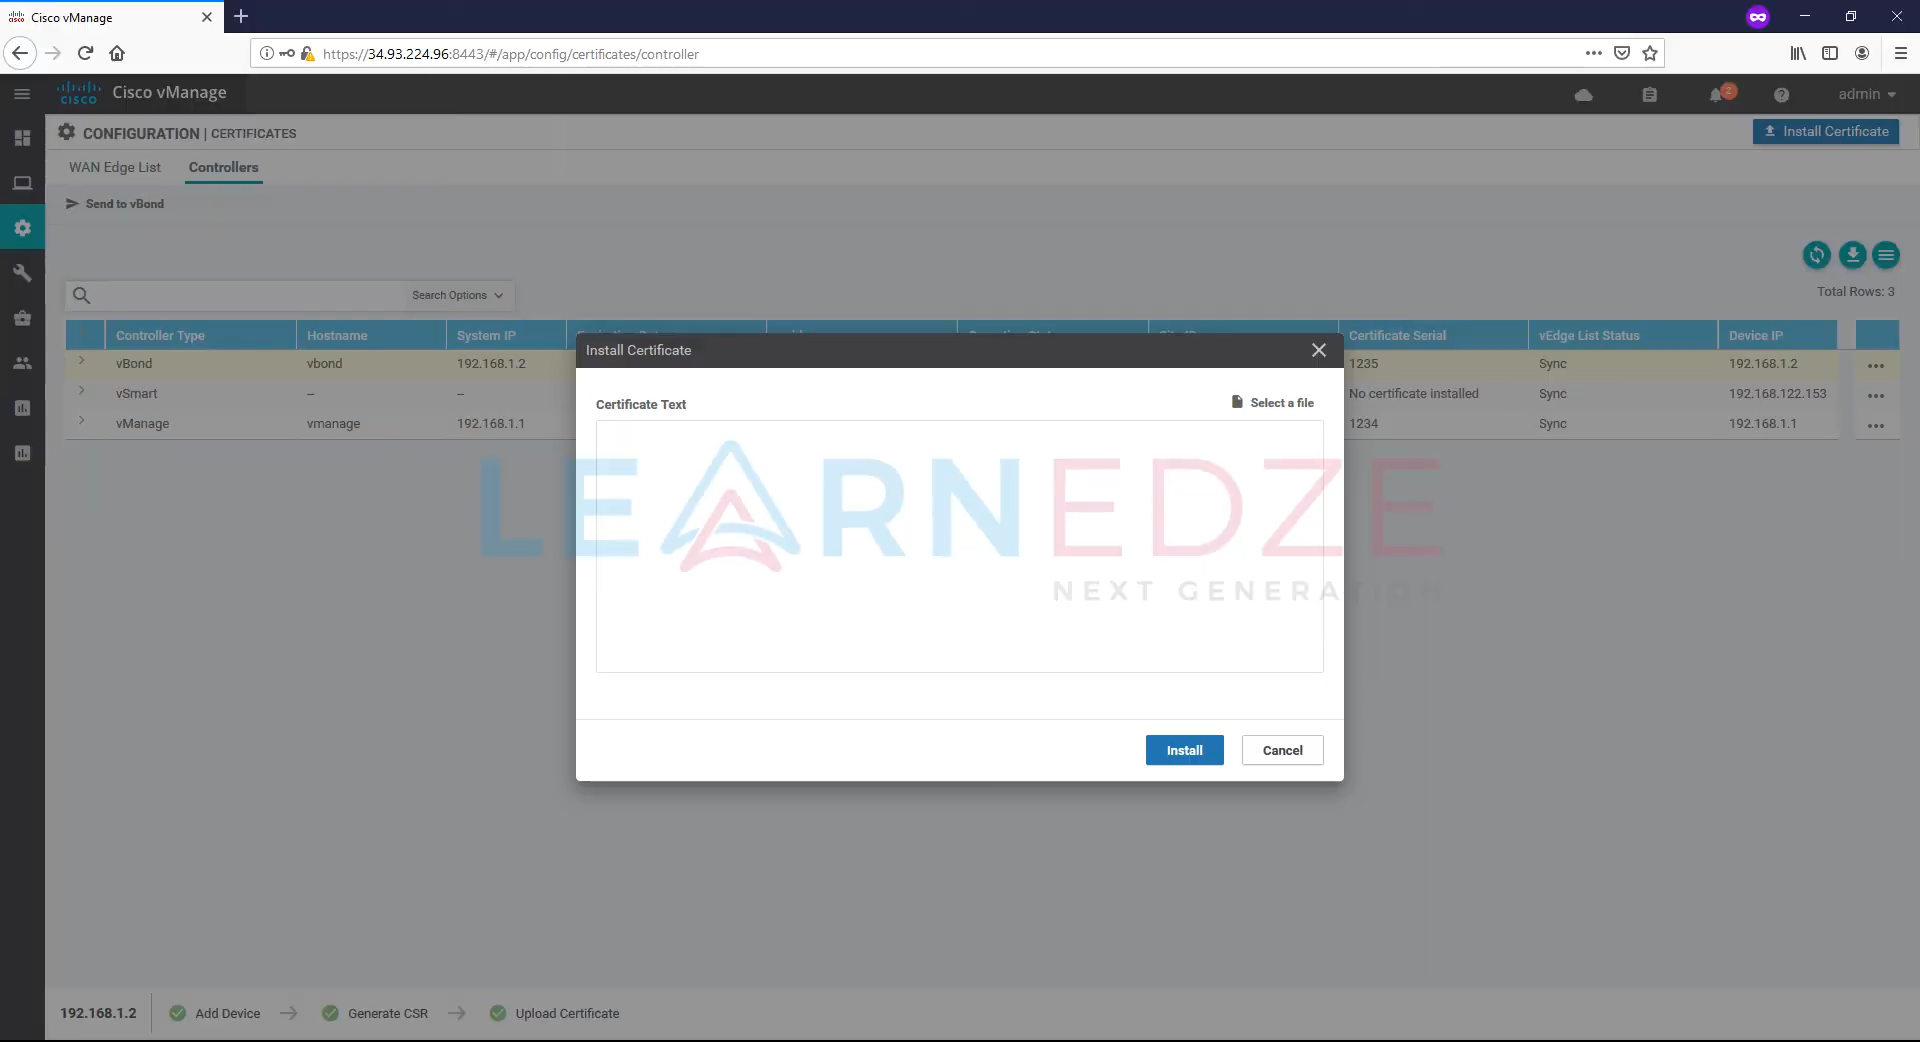 Cisco vManage
https://34.93.224.96:8443/#/app/config/certificates/controller
cisco Cisco vManage
2
admin
CONFIGURATION | CERTIFICATES
Install Certificate
WAN Edge List Controllers
Send to vBond
Search Options
Total Rows: 3
Controller Type Hostname System IP Certificate Serial vEdge List Status Device IP
vBond vbond 192.168.1.2 1235 Sync 192.168.1.2
vSmart -- -- No certificate installed Sync 192.168.122.153
vManage vmanage 192.168.1.1 1234 Sync 192.168.1.1
Install Certificate
Certificate Text
Select a file
LEARNEDZE
NEXT GENERATION
Install Cancel
192.168.1.2 Add Device Generate CSR Upload Certificate